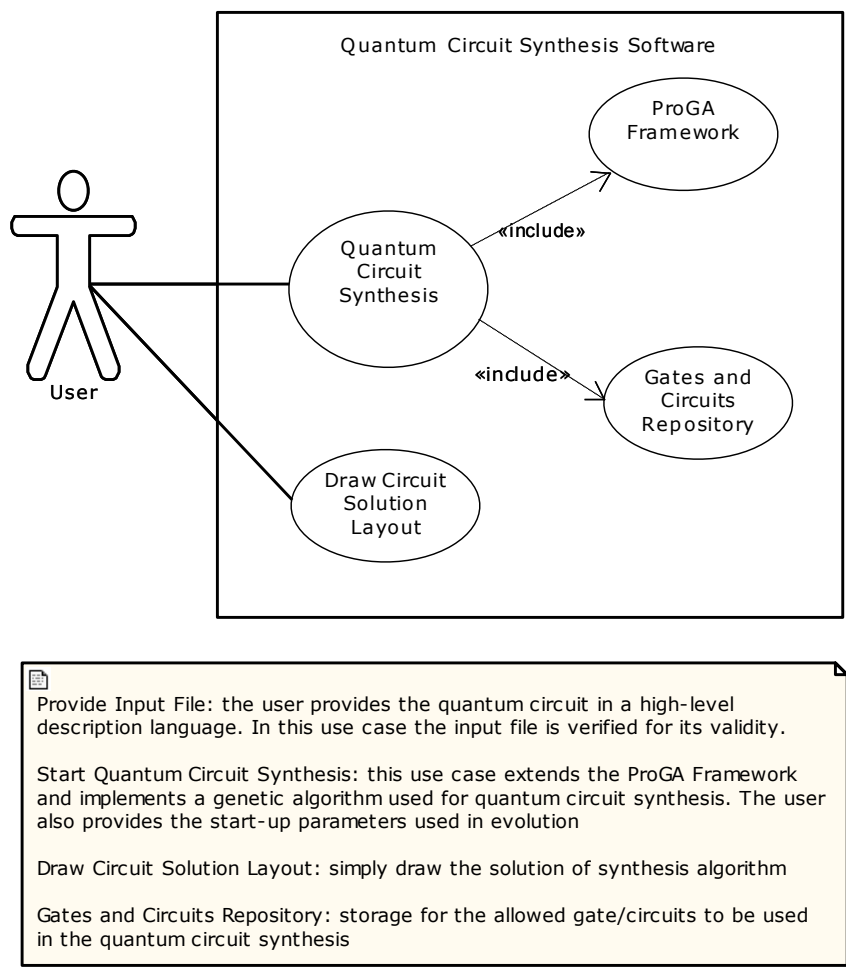 Quantum Circuit Synthesis Software
ProGA
Framework
«include»
Quantum
Circuit
Synthesis
«include»
Gates and
Circuits
Repository
User
Draw Circuit
Solution
Layout
Provide Input File: the user provides the quantum circuit in a high-level
description language. In this use case the input file is verified for its validity.
Start Quantum Circuit Synthesis: this use case extends the ProGA Framework
and implements a genetic algorithm used for quantum circuit synthesis. The user
also provides the start-up parameters used in evolution
Draw Circuit Solution Layout: simply draw the solution of synthesis algorithm
Gates and Circuits Repository: storage for the allowed gate/circuits to be used
in the quantum circuit synthesis